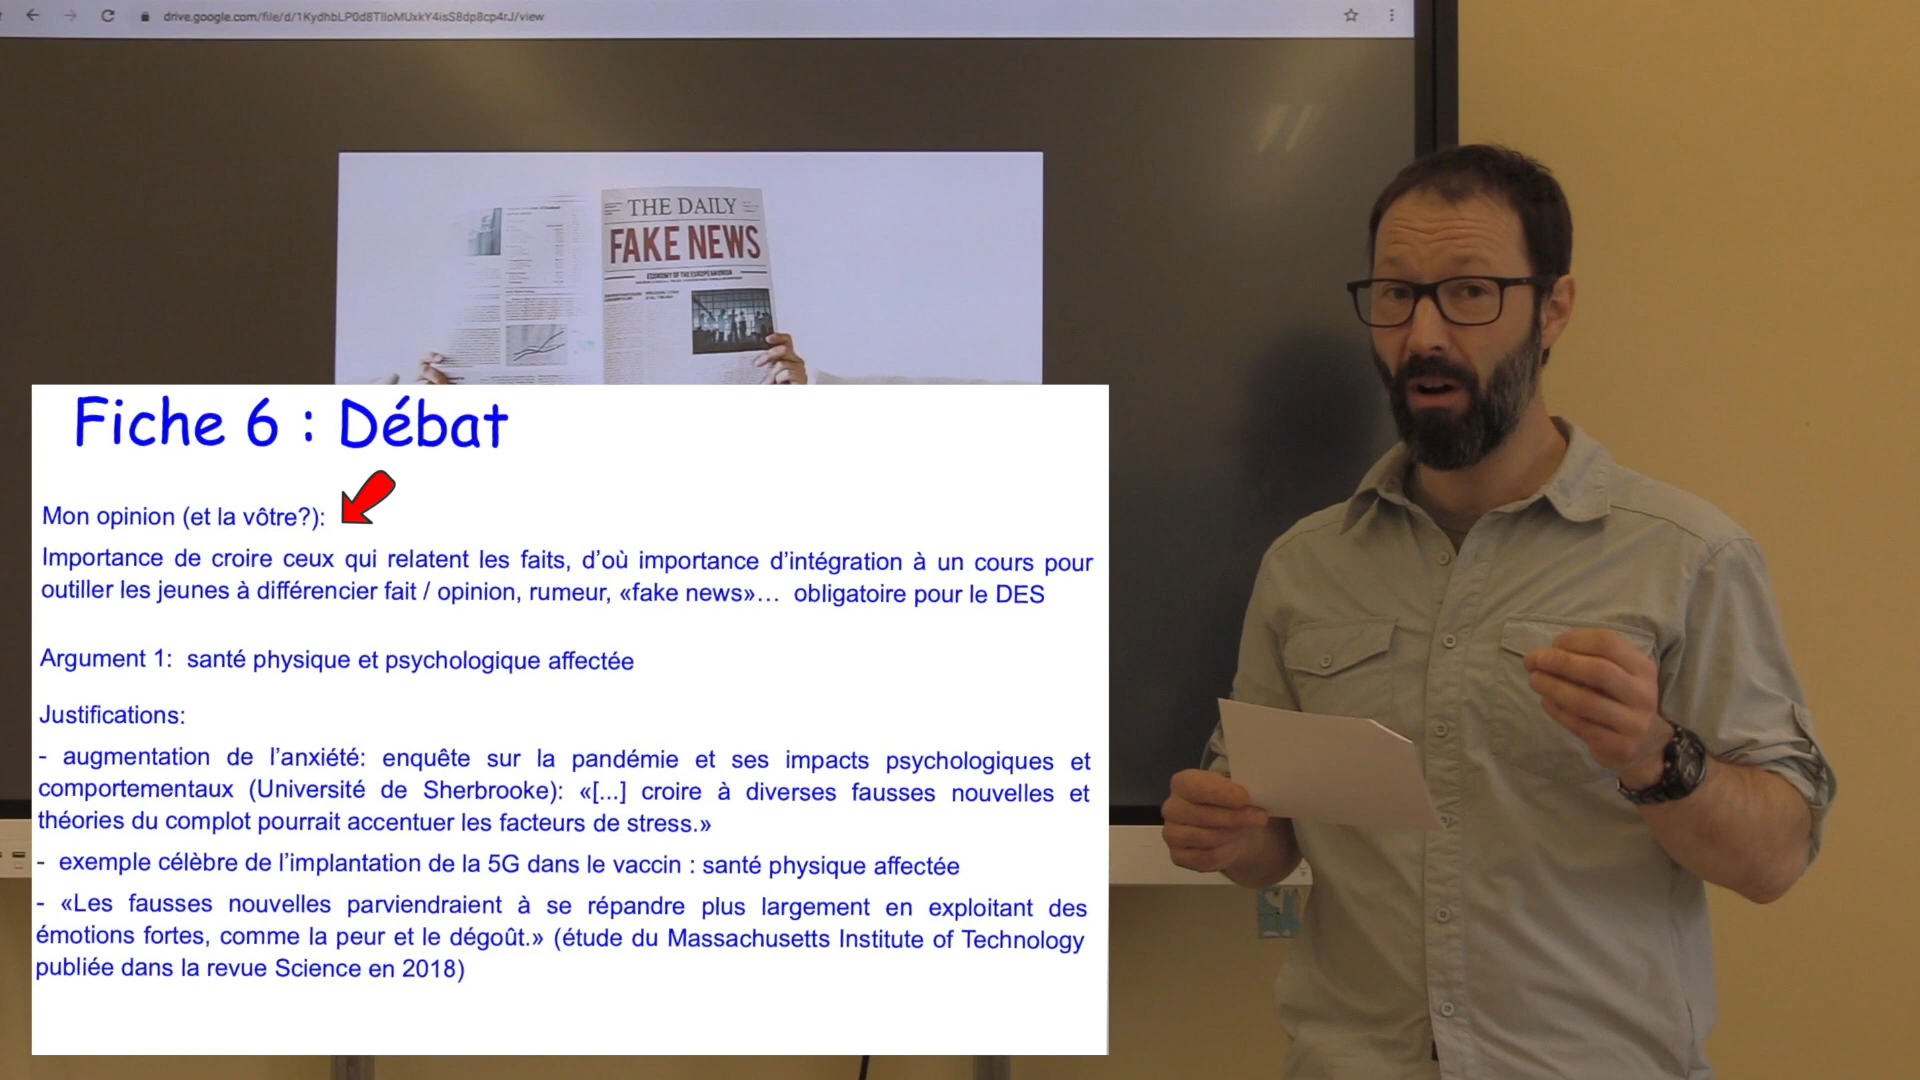 drive.google.com/file/d/1KydhbLP0d8TIIoMUxkY4isS8dp8cp4rJ/view
THE DAILY
FAKE NEWS
ECONOMY OF THE EUROPEAN UNION
Fiche 6 : Débat
Mon opinion (et la vôtre?):
Importance de croire ceux qui relatent les faits, d’où importance d’intégration à un cours pour
outiller les jeunes à différencier fait / opinion, rumeur, «fake news»… obligatoire pour le DES
Argument 1: santé physique et psychologique affectée
Justifications:
- augmentation de l’anxiété: enquête sur la pandémie et ses impacts psychologiques et
comportementaux (Université de Sherbrooke): «[...] croire à diverses fausses nouvelles et
théories du complot pourrait accentuer les facteurs de stress.»
- exemple célèbre de l’implantation de la 5G dans le vaccin : santé physique affectée
- «Les fausses nouvelles parviendraient à se répandre plus largement en exploitant des
émotions fortes, comme la peur et le dégoût.» (étude du Massachusetts Institute of Technology
publiée dans la revue Science en 2018)